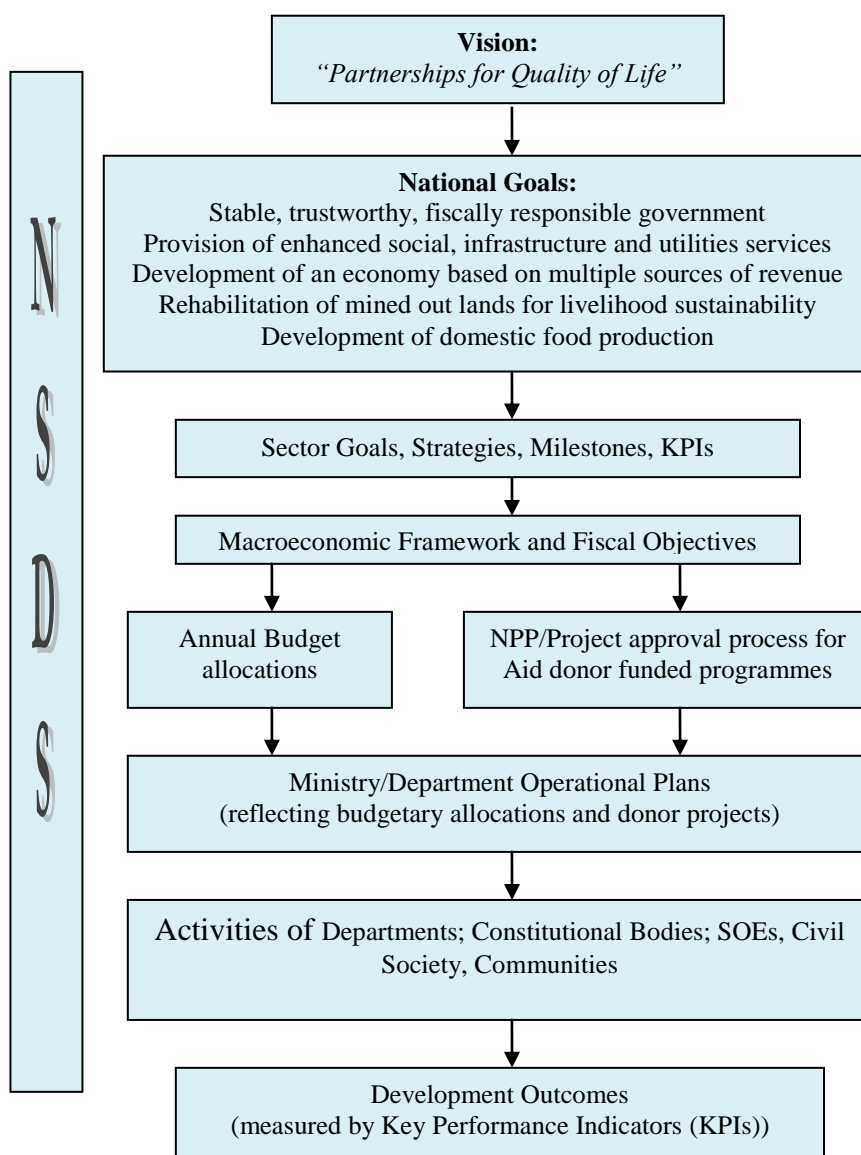 Vision:
“Partnerships for Quality of Life”
National Goals:
Stable, trustworthy, fiscally responsible government
Provision of enhanced social, infrastructure and utilities services
Development of an economy based on multiple sources of revenue
Rehabilitation of mined out lands for livelihood sustainability
Development of domestic food production
Sector Goals, Strategies, Milestones, KPIs
Macroeconomic Framework and Fiscal Objectives
Annual Budget
allocations
NPP/Project approval process for
Aid donor funded programmes
Ministry/Department Operational Plans
(reflecting budgetary allocations and donor projects)
Activities of Departments; Constitutional Bodies; SOEs, Civil
Society, Communities
Development Outcomes
(measured by Key Performance Indicators (KPIs))
N
S
D
S